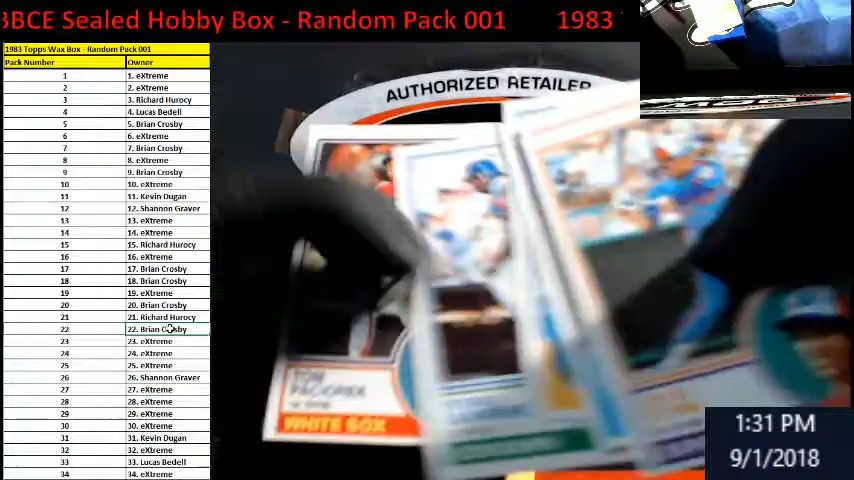 BBCE Sealed Hobby Box - Random Pack 001 1983
1983 Topps Wax Box - Random Pack 001
Pack Number Owner
1 1. eXtreme
2 2. eXtreme
3 3. Richard Hurocy
4 4. Lucas Bedell
5 5. Brian Crosby
6 6. eXtreme
7 7. Brian Crosby
8 8. eXtreme
9 9. Brian Crosby
10 10. eXtreme
11 11. Kevin Dugan
12 12. Shannon Graver
13 13. eXtreme
14 14. eXtreme
15 15. Richard Hurocy
16 16. eXtreme
17 17. Brian Crosby
18 18. Brian Crosby
19 19. eXtreme
20 20. Brian Crosby
21 21. Richard Hurocy
22 22. Brian Crosby
23 23. eXtreme
24 24. eXtreme
25 25. eXtreme
26 26. Shannon Graver
27 27. eXtreme
28 28. eXtreme
29 29. eXtreme
30 30. eXtreme
31 31. Kevin Dugan
32 32. eXtreme
33 33. Lucas Bedell
34 34. eXtreme
AUTHORIZED RETAILER
TOM
PACIOREK
WHITE SOX
1:31 PM
9/1/2018